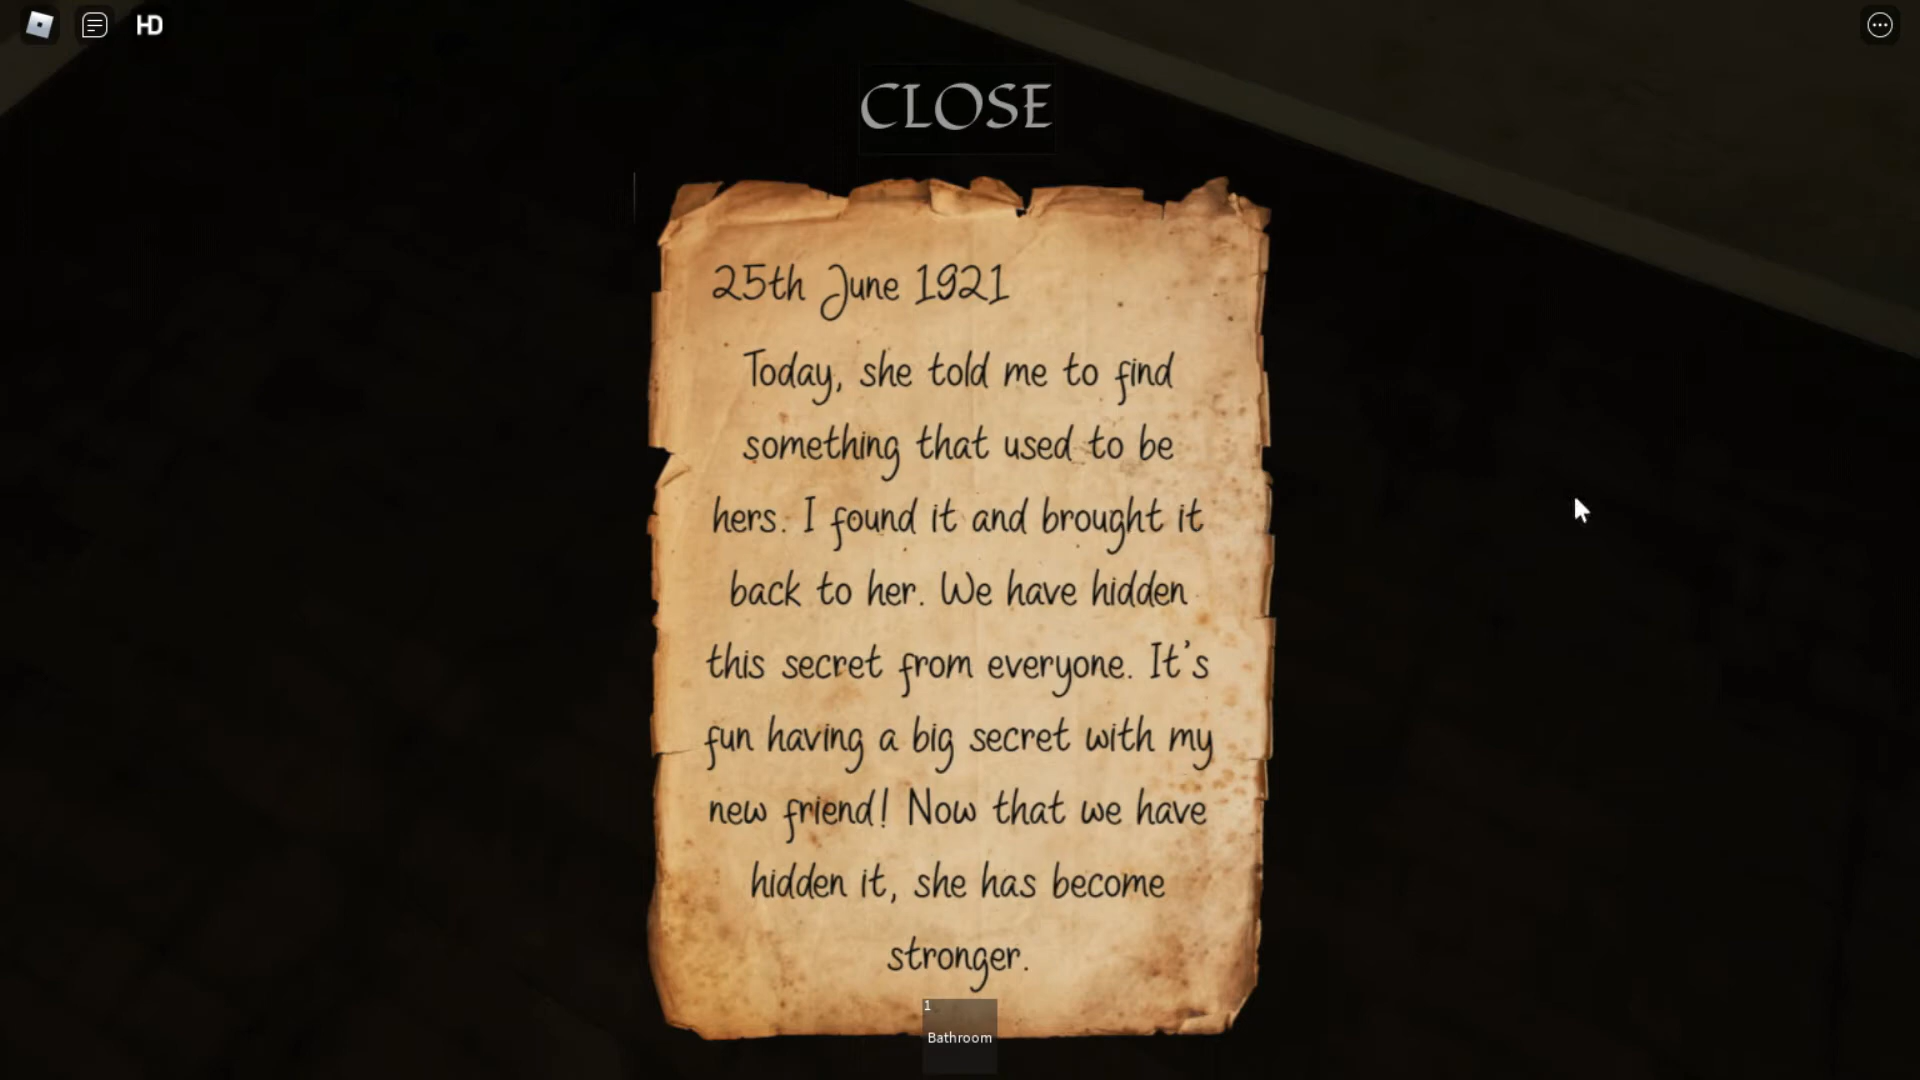 HD
CLOSE
25th June 1921
Today, she told me to find
something that used to be
hers. I found it and brought it
back to her. We have hidden
this secret from everyone. It's
fun having a big secret with my
new friend! Now that we have
hidden it, she has become
stronger.
1
Bathroom